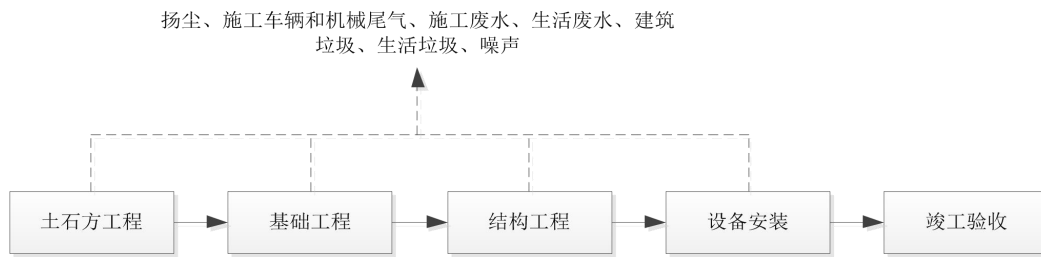 扬尘、施工车辆和机械尾气、施工废水、生活废水、建筑
垃圾、生活垃圾、噪声
土石方工程
基础工程
结构工程
设备安装
竣工验收